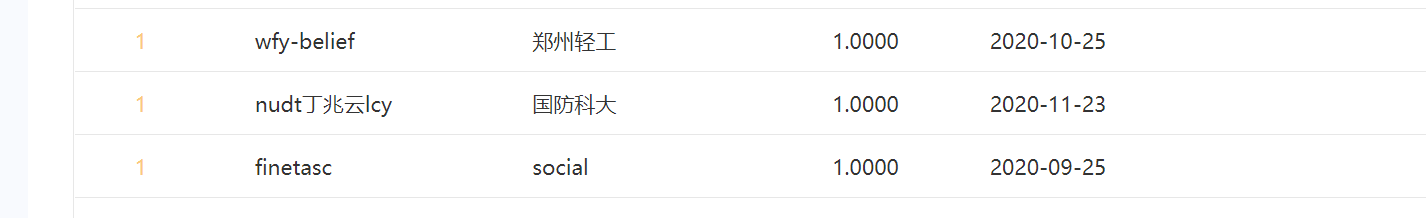 1 wfy-belief 郑州轻工 1.0000 2020-10-25
1 nudt丁兆云lcy 国防科大 1.0000 2020-11-23
1 finetasc social 1.0000 2020-09-25